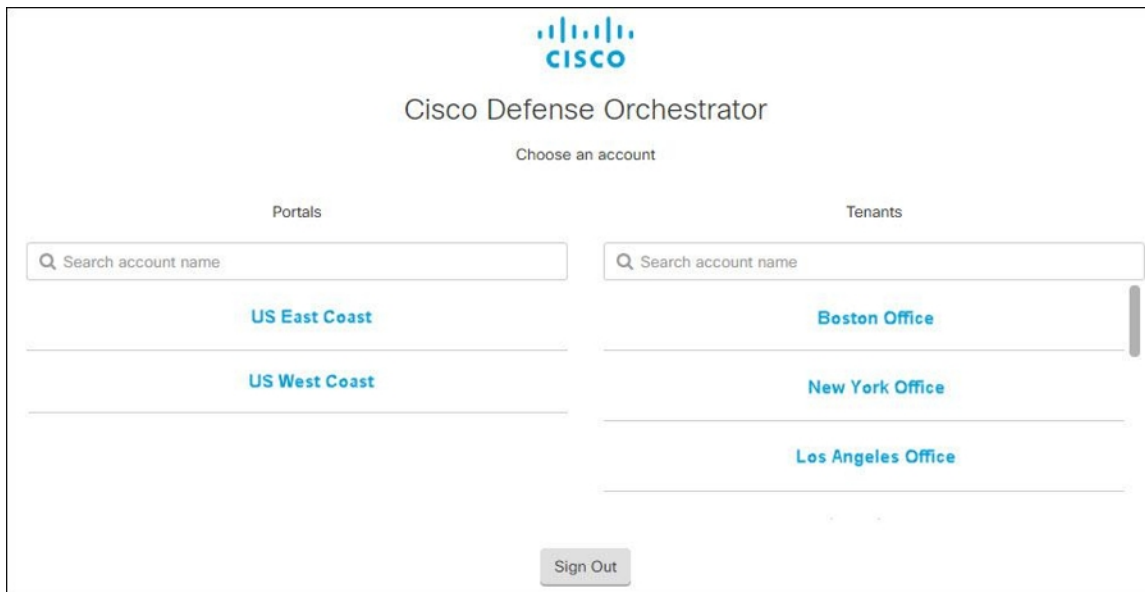 CISCO
Cisco Defense Orchestrator
Choose an account
Portals
Search account name
US East Coast
US West Coast
Tenants
Search account name
Boston Office
New York Office
Los Angeles Office
Sign Out